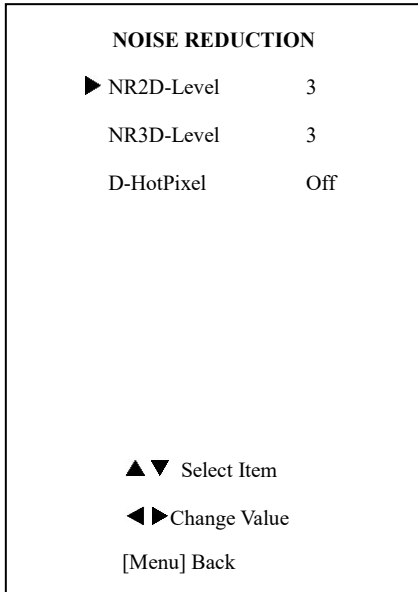 NOISE REDUCTION
▶ NR2D-Level 3
NR3D-Level 3
D-HotPixel Off
▲ ▼ Select Item
◀ ▶Change Value
[Menu] Back